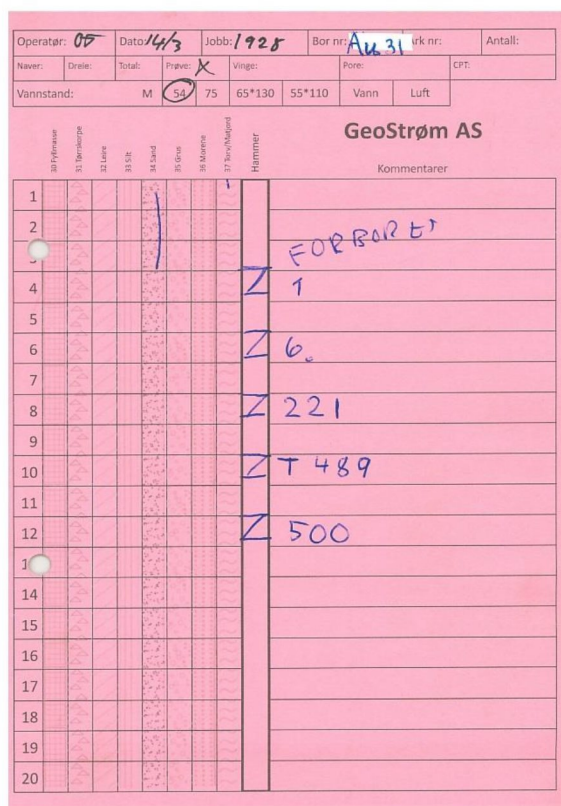 Operatør: OØ Dato: 14/3 Jobb: 1928 Bor nr: Au 31 Ark nr: Antall:
Naver: Dreie: Total: Prøve: X Vinge: Pore: CPT:
Vannstand: M 54 75 65*130 55*110 Vann Luft
30 Fyllmasse 31 Tørrskorpe 32 Leire 33 Silt 34 Sand 35 Grus 36 Morene 37 Torv/Matjord Hammer
GeoStrøm AS
Kommentarer
1
2
FORBORET
3
4 Z 1
5
6 Z 6.
7
8 Z 221
9
10 Z T 489
11
12 Z 500
14
15
16
17
18
19
20